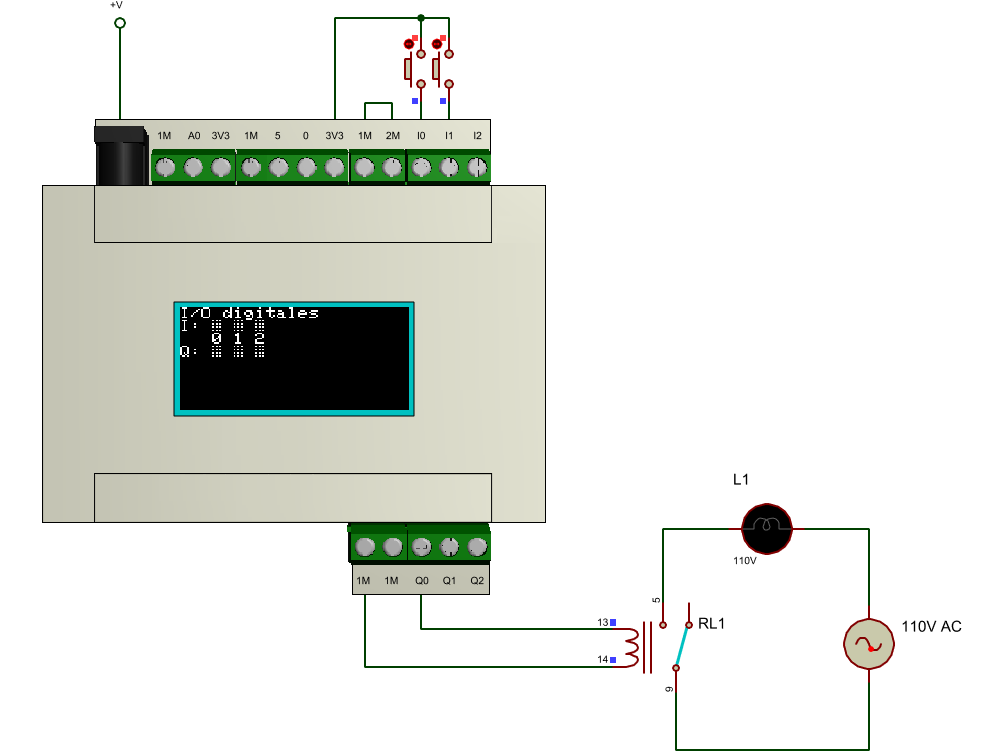 +V
1M A0 3V3 1M 5 0 3V3 1M 2M I0 I1 I2
I/O digitales
I:
0 1 2
Q:
L1
110V
1M 1M Q0 Q1 Q2
5
13
RL1
110V AC
14
9